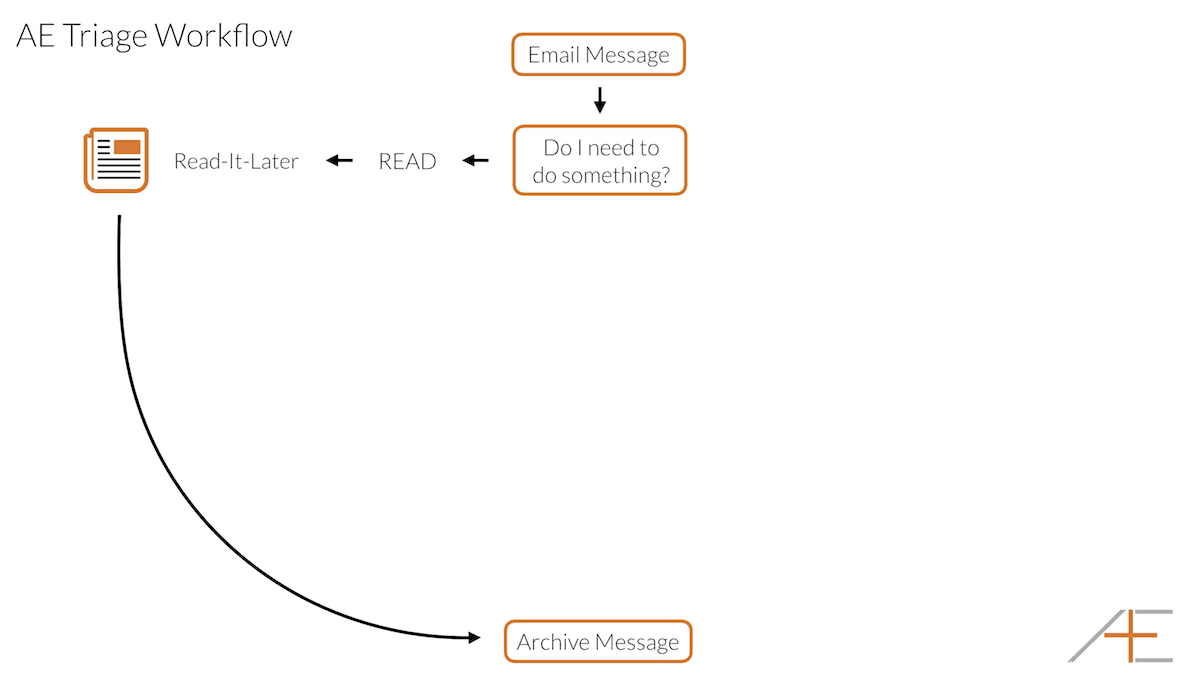 AE Triage Workflow
Email Message
Do I need to
do something?
READ
Read-It-Later
Archive Message
AE